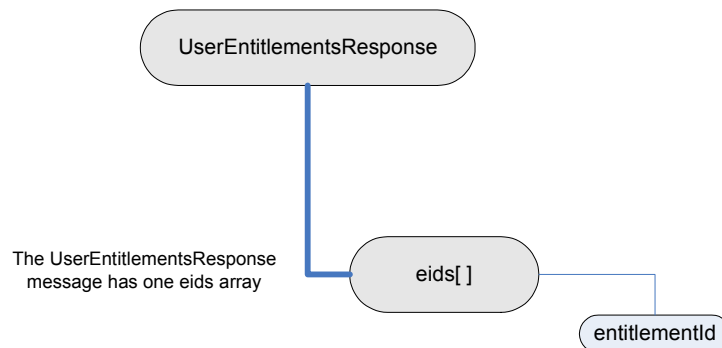 UserEntitlementsResponse
The UserEntitlementsResponse
message has one eids array
eids[ ]
entitlementId